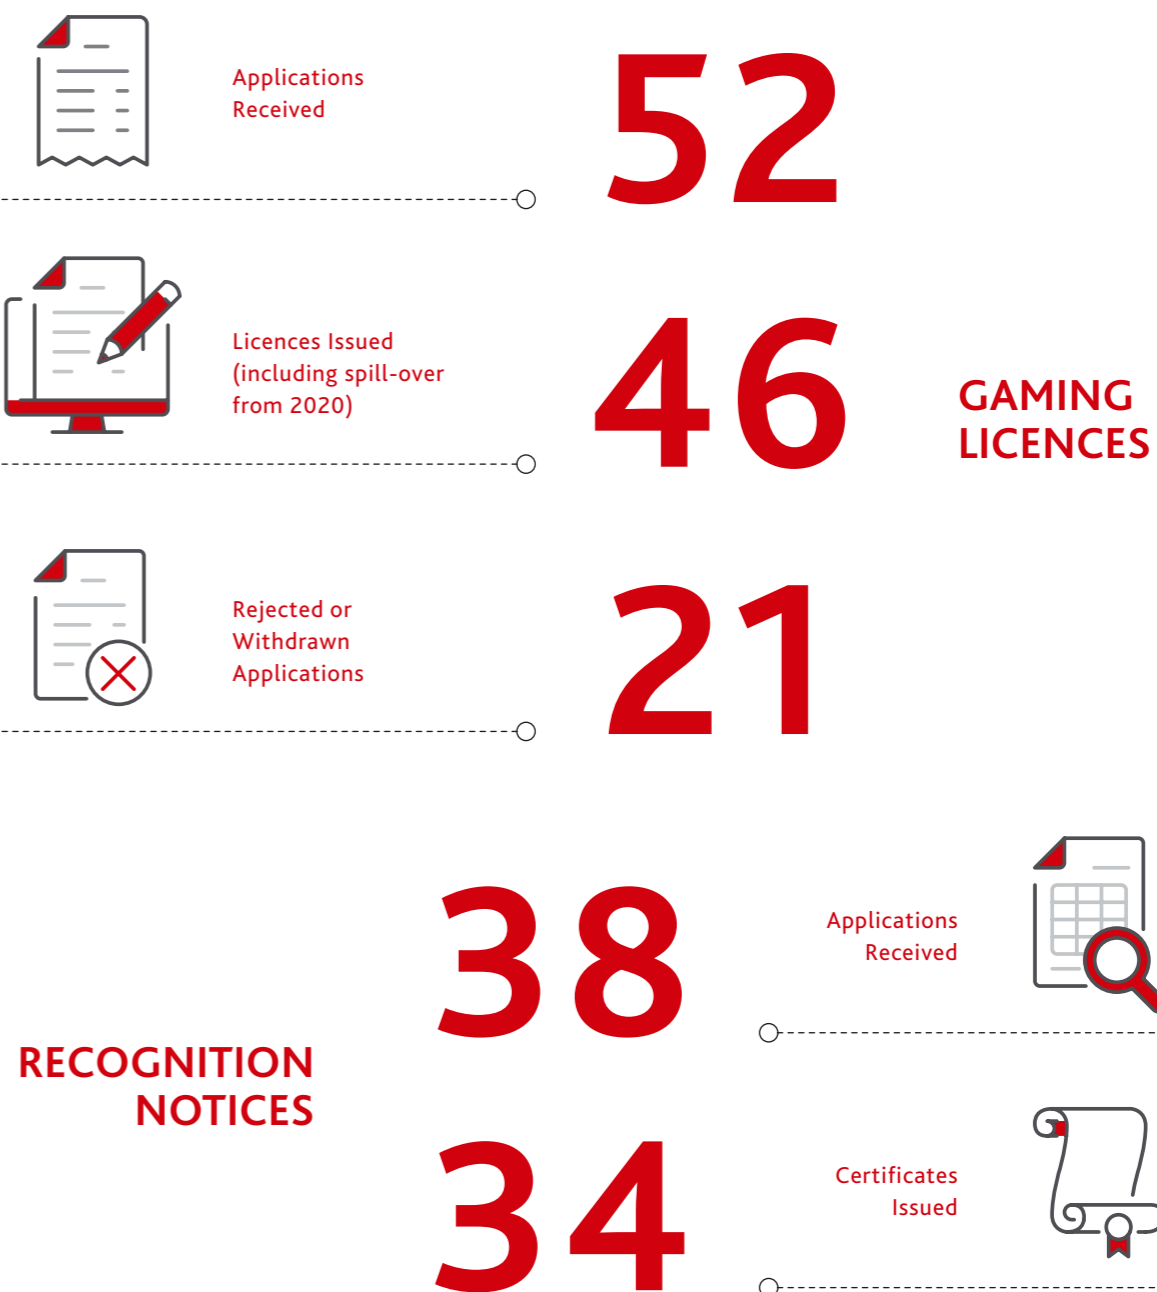 Applications
Received
52
Licences Issued
(including spill-over
from 2020)
46
GAMING
LICENCES
Rejected or
Withdrawn
Applications
21
RECOGNITION
NOTICES
38
Applications
Received
34
Certificates
Issued